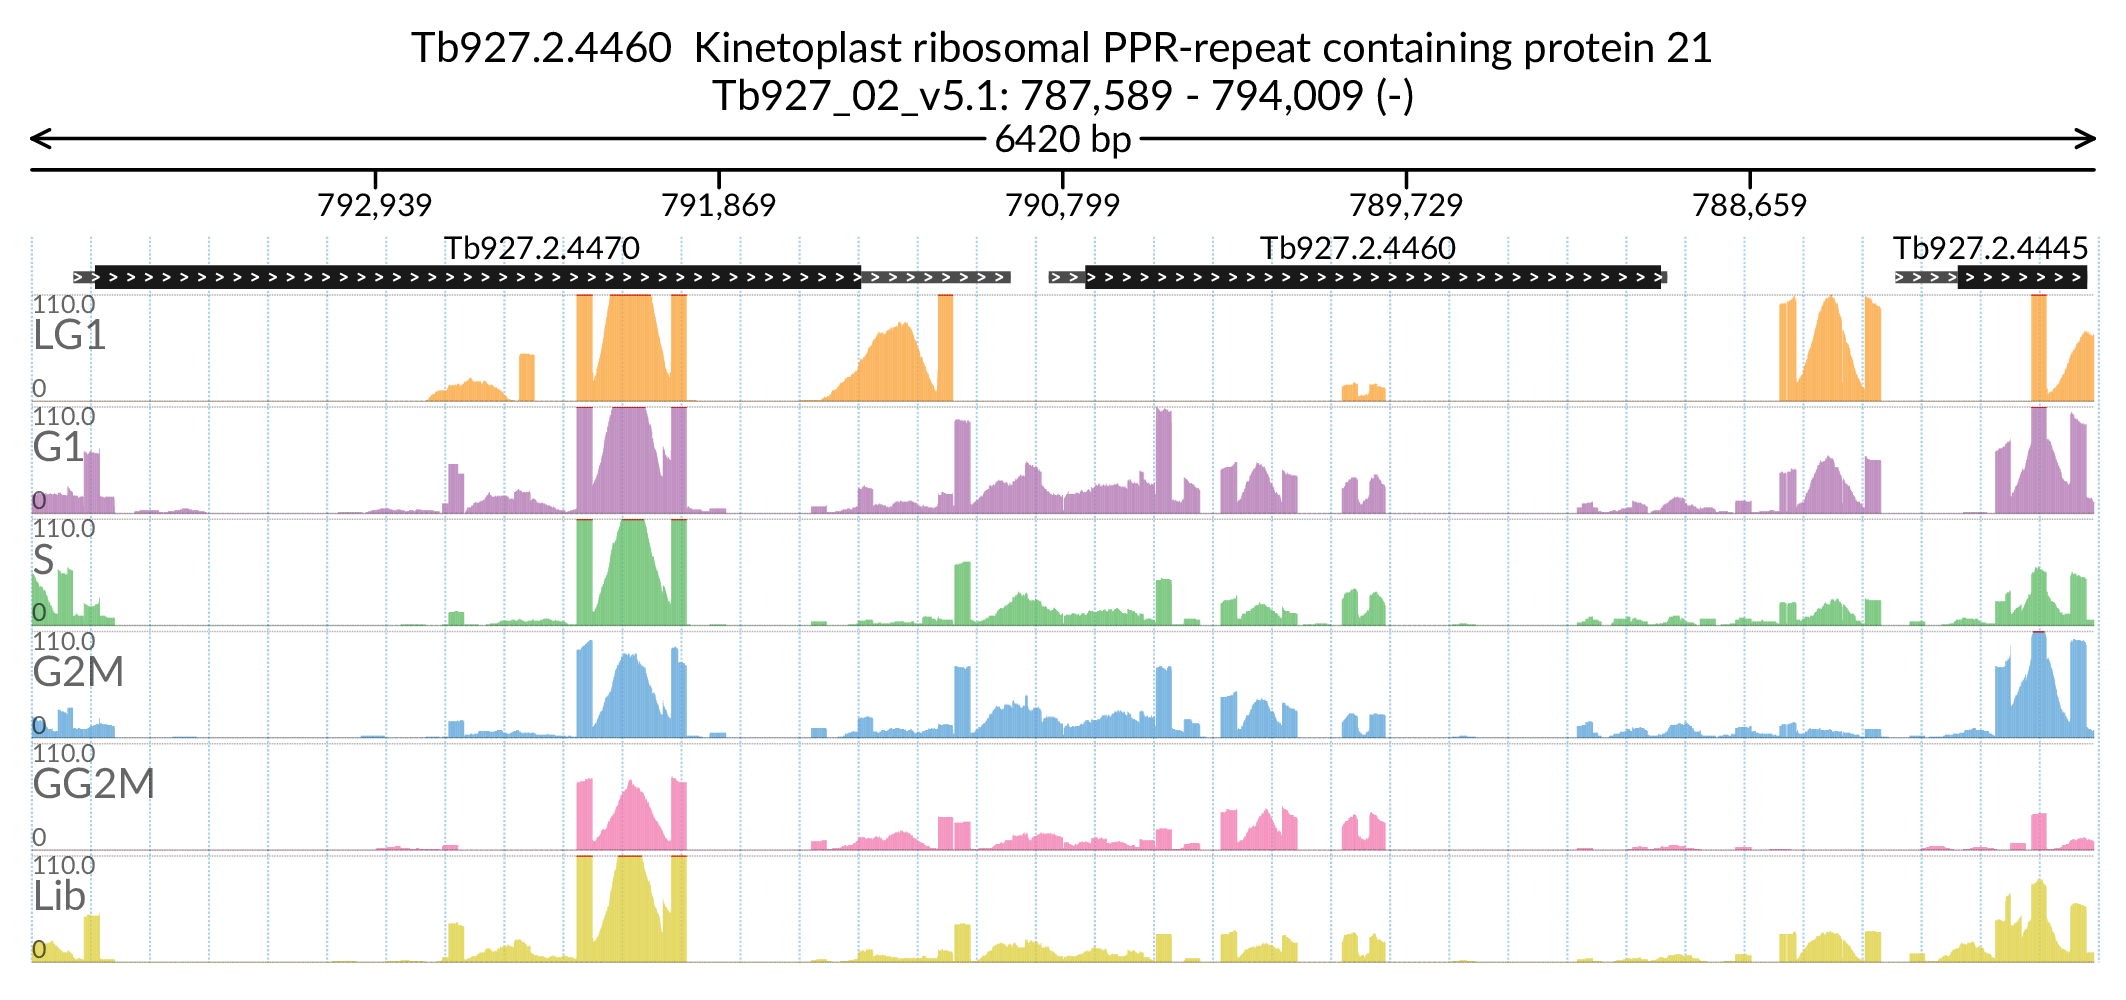 Tb927.2.4460  Kinetoplast ribosomal PPR-repeat containing protein 21
Tb927_02_v5.1: 787,589 - 794,009 (-)
6420 bp
792,939 791,869 790,799 789,729 788,659
Tb927.2.4470 Tb927.2.4460 Tb927.2.4445
110.0
LG1
0
110.0
G1
0
110.0
S
0
110.0
G2M
0
110.0
GG2M
0
110.0
Lib
0